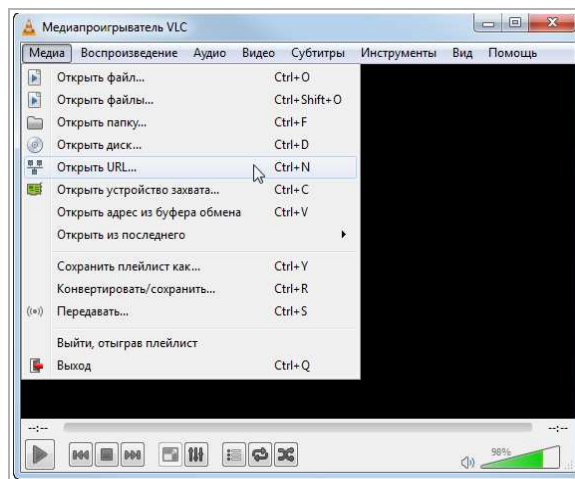 Медиапроигрыватель VLC
Медиа Воспроизведение Аудио Видео Субтитры Инструменты Вид Помощь
Открыть файл... Ctrl+O
Открыть файлы... Ctrl+Shift+O
Открыть папку... Ctrl+F
Открыть диск... Ctrl+D
Открыть URL... Ctrl+N
Открыть устройство захвата... Ctrl+C
Открыть адрес из буфера обмена Ctrl+V
Открыть из последнего
Сохранить плейлист как... Ctrl+Y
Конвертировать/сохранить... Ctrl+R
Передавать... Ctrl+S
Выйти, отыграв плейлист
Выход Ctrl+Q
--:-- --:--
98%